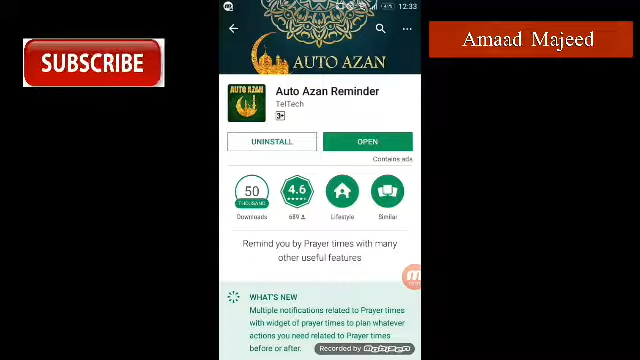 12:33
Amaad Majeed
SUBSCRIBE
AUTO AZAN
AUTO AZAN
Auto Azan Reminder
TelTech
3+
UNINSTALL
OPEN
Contains ads
50
THOUSAND
4.6
Downloads
689
Lifestyle
Similar
Remind you by Prayer times with many
other useful features
WHAT'S NEW
Multiple notifications related to Prayer times
with widget of prayer times to plan whatever
actions you need related to Prayer times
before or after.
Recorded by mobizen